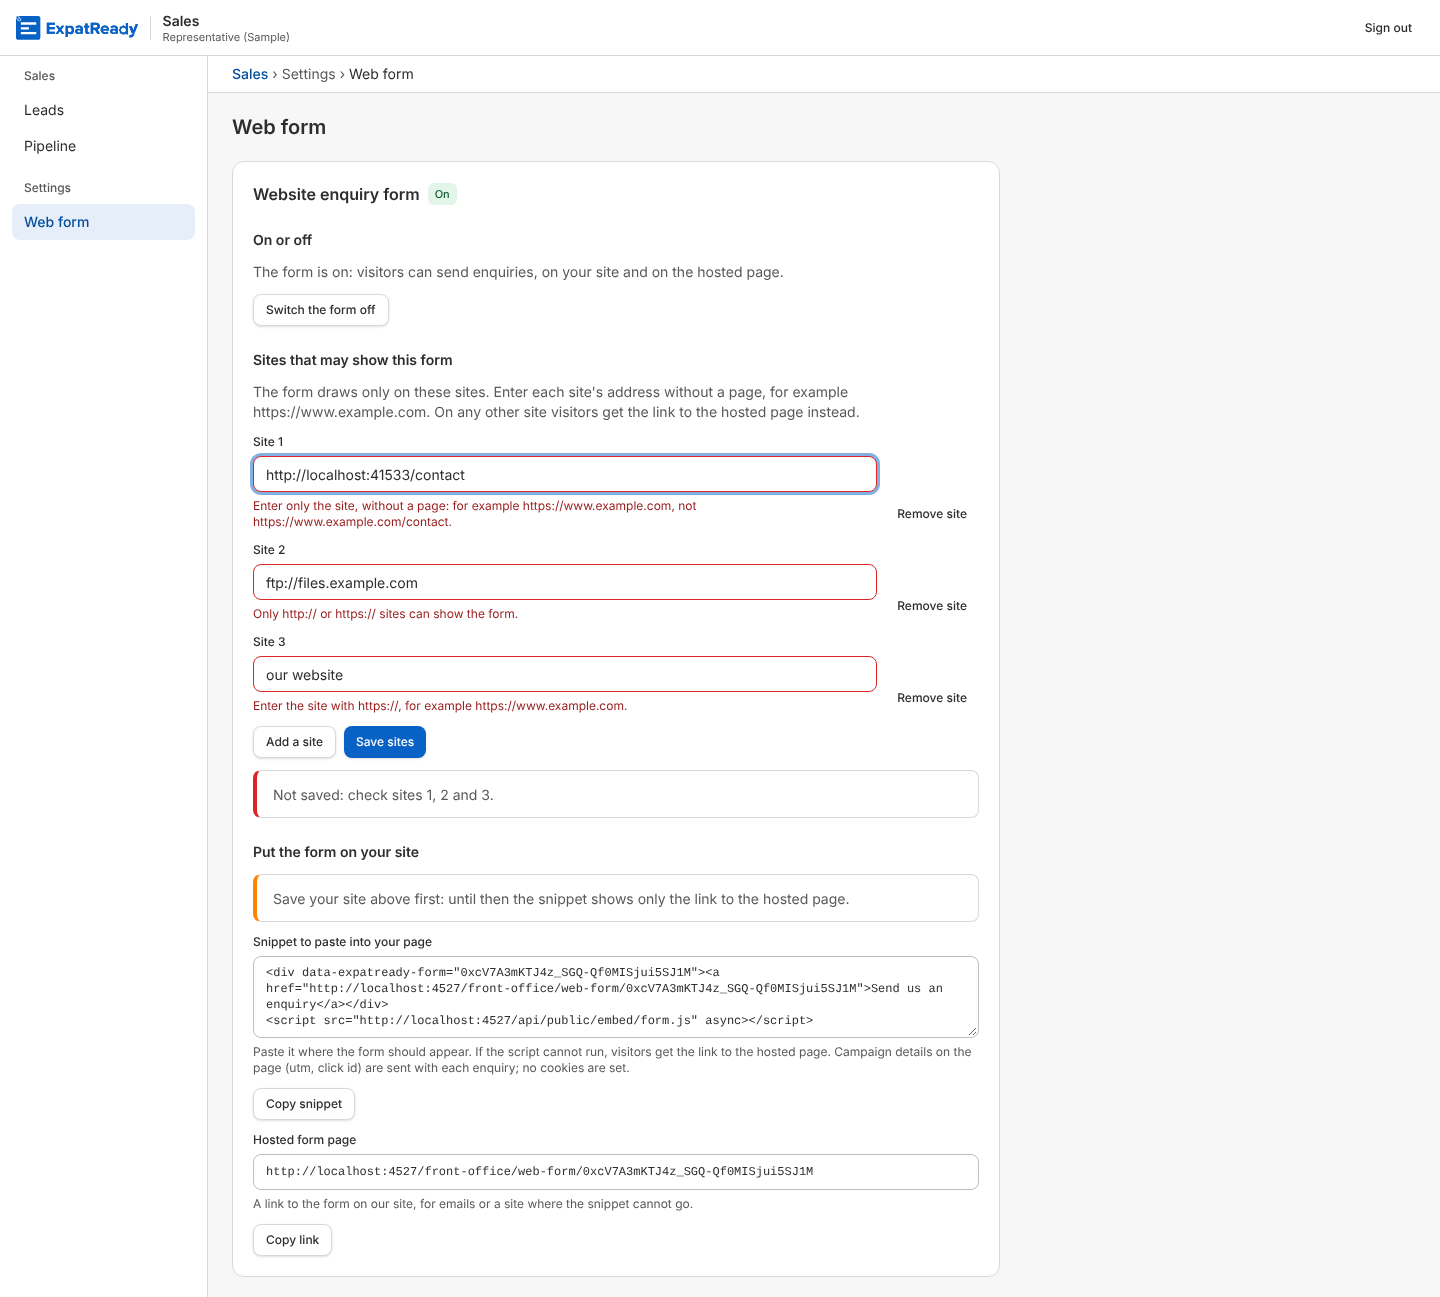 ExpatReady
Sales
Representative (Sample)
Sign out
Sales
Leads
Pipeline
Settings
Web form
Sales › Settings › Web form
Web form
Website enquiry form On
On or off
The form is on: visitors can send enquiries, on your site and on the hosted page.
Switch the form off
Sites that may show this form
The form draws only on these sites. Enter each site's address without a page, for example
https://www.example.com. On any other site visitors get the link to the hosted page instead.
Site 1
http://localhost:41533/contact
Enter only the site, without a page: for example https://www.example.com, not
https://www.example.com/contact.
Remove site
Site 2
ftp://files.example.com
Only http:// or https:// sites can show the form.
Remove site
Site 3
our website
Enter the site with https://, for example https://www.example.com.
Remove site
Add a site
Save sites
Not saved: check sites 1, 2 and 3.
Put the form on your site
Save your site above first: until then the snippet shows only the link to the hosted page.
Snippet to paste into your page
<div data-expatready-form="0xcV7A3mKTJ4z_SGQ-Qf0MISjui5SJ1M"><a
href="http://localhost:4527/front-office/web-form/0xcV7A3mKTJ4z_SGQ-Qf0MISjui5SJ1M">Send us an
enquiry</a></div>
<script src="http://localhost:4527/api/public/embed/form.js" async></script>
Paste it where the form should appear. If the script cannot run, visitors get the link to the hosted page. Campaign details on the
page (utm, click id) are sent with each enquiry; no cookies are set.
Copy snippet
Hosted form page
http://localhost:4527/front-office/web-form/0xcV7A3mKTJ4z_SGQ-Qf0MISjui5SJ1M
A link to the form on our site, for emails or a site where the snippet cannot go.
Copy link